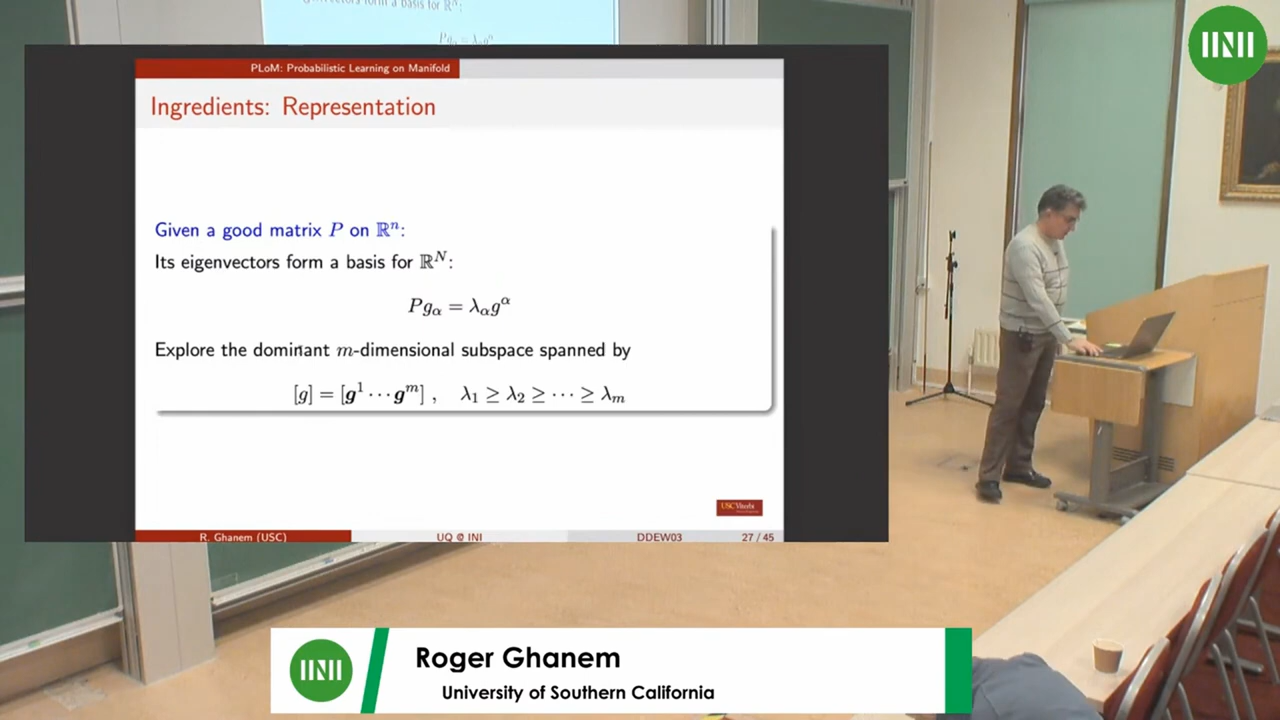 PLoM: Probabilistic Learning on Manifold
Ingredients: Representation
Given a good matrix P on ℝⁿ:
Its eigenvectors form a basis for ℝᴺ:
Pg_α = λ_α g^α
Explore the dominant m-dimensional subspace spanned by
[g] = [g¹ ⋯ gᵐ] , λ₁ ≥ λ₂ ≥ ⋯ ≥ λₘ
USC Viterbi
R. Ghanem (USC) UQ @ INI DDEW03 27 / 45
Roger Ghanem
University of Southern California